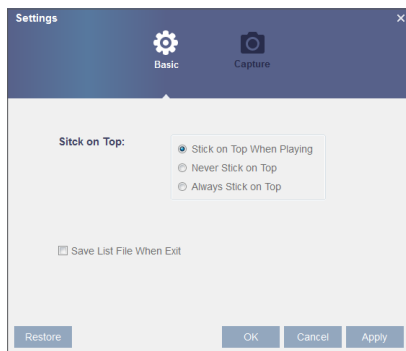 Settings
Basic
Capture
Sitck on Top:
Stick on Top When Playing
Never Stick on Top
Always Stick on Top
Save List File When Exit
Restore
OK
Cancel
Apply